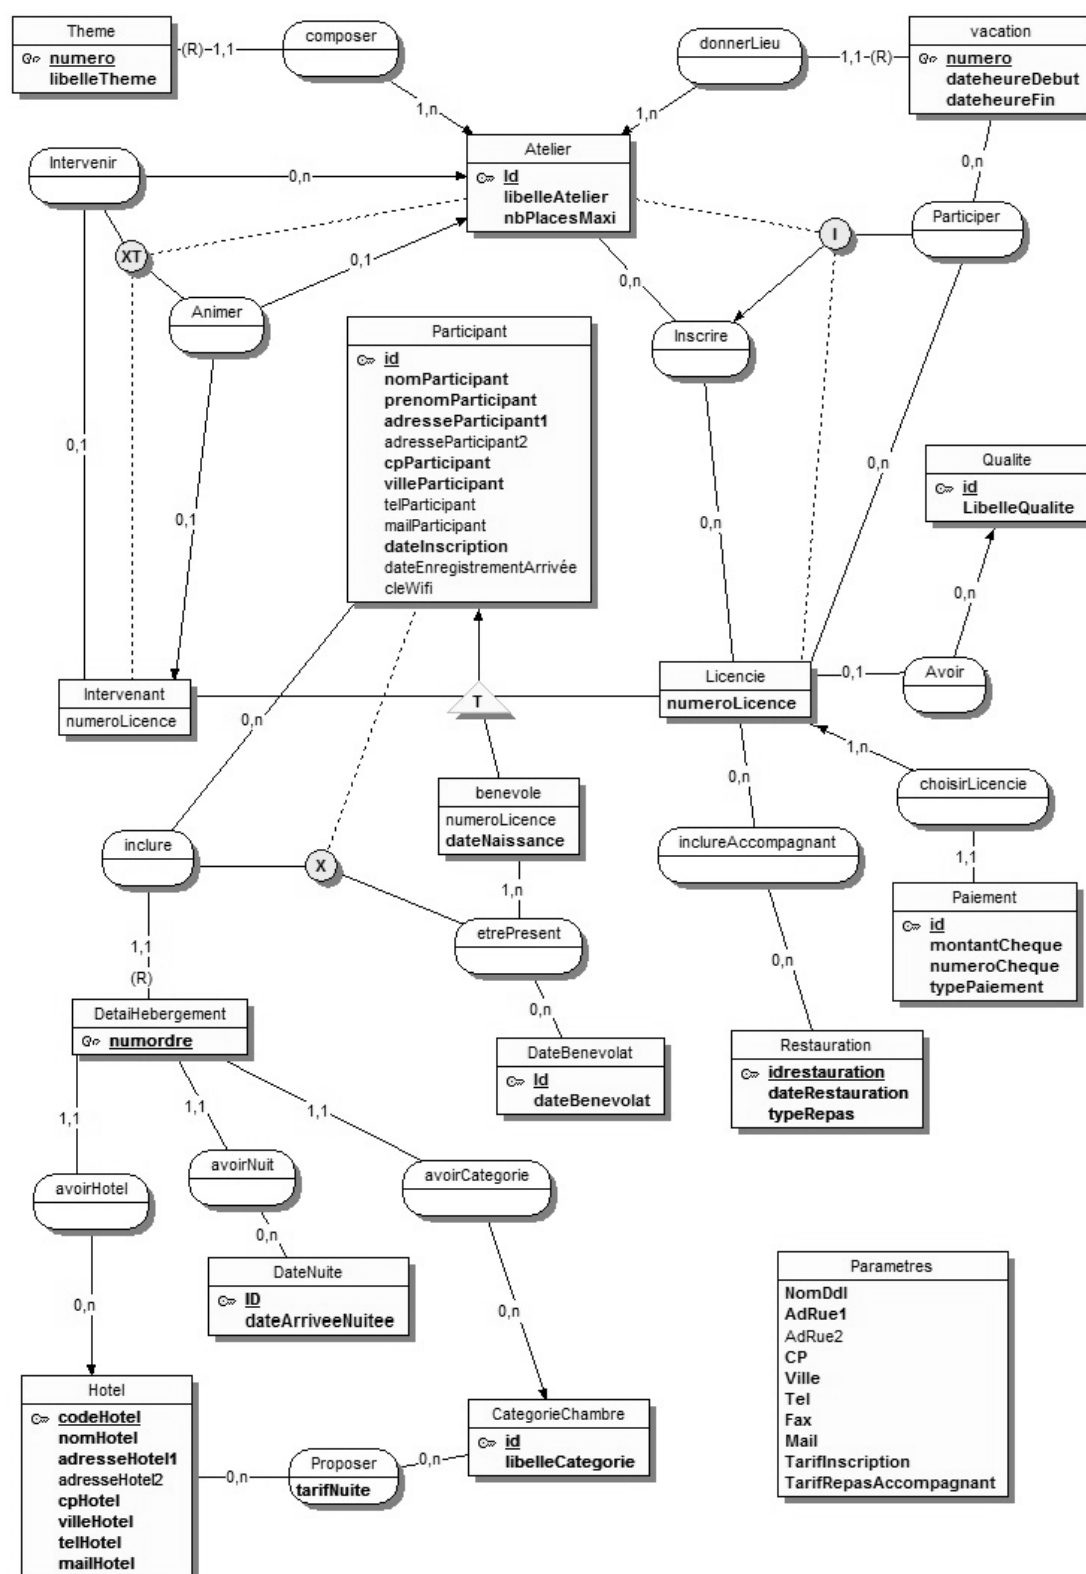 Theme
numero
libelleTheme
(R)
1,1
composer
1,n
donnerLieu
1,1
(R)
1,n
vacation
numero
dateheureDebut
dateheureFin
0,n
Intervenir
0,n
Atelier
Id
libelleAtelier
nbPlacesMaxi
Participer
I
XT
0,1
0,n
Animer
Inscrire
Participant
id
nomParticipant
prenomParticipant
adresseParticipant1
adresseParticipant2
cpParticipant
villeParticipant
telParticipant
mailParticipant
dateInscription
dateEnregistrementArrivée
cleWifi
0,1
0,1
0,n
0,n
Qualite
id
LibelleQualite
0,n
Intervenant
numeroLicence
T
Licencie
numeroLicence
0,1
Avoir
0,n
1,n
0,n
choisirLicencie
benevole
numeroLicence
dateNaissance
inclure
X
inclureAccompagnant
1,1
1,n
Paiement
id
montantCheque
numeroCheque
typePaiement
etrePresent
1,1
(R)
0,n
0,n
DetaiHebergement
numordre
DateBenevolat
Id
dateBenevolat
Restauration
idrestauration
dateRestauration
typeRepas
1,1
1,1
1,1
avoirHotel
avoirNuit
avoirCategorie
0,n
DateNuite
ID
dateArriveeNuitee
0,n
0,n
Parametres
NomDdl
AdRue1
AdRue2
CP
Ville
Tel
Fax
Mail
TarifInscription
TarifRepasAccompagnant
Hotel
codeHotel
nomHotel
adresseHotel1
adresseHotel2
cpHotel
villeHotel
telHotel
mailHotel
0,n
Proposer
tarifNuite
0,n
CategorieChambre
id
libelleCategorie